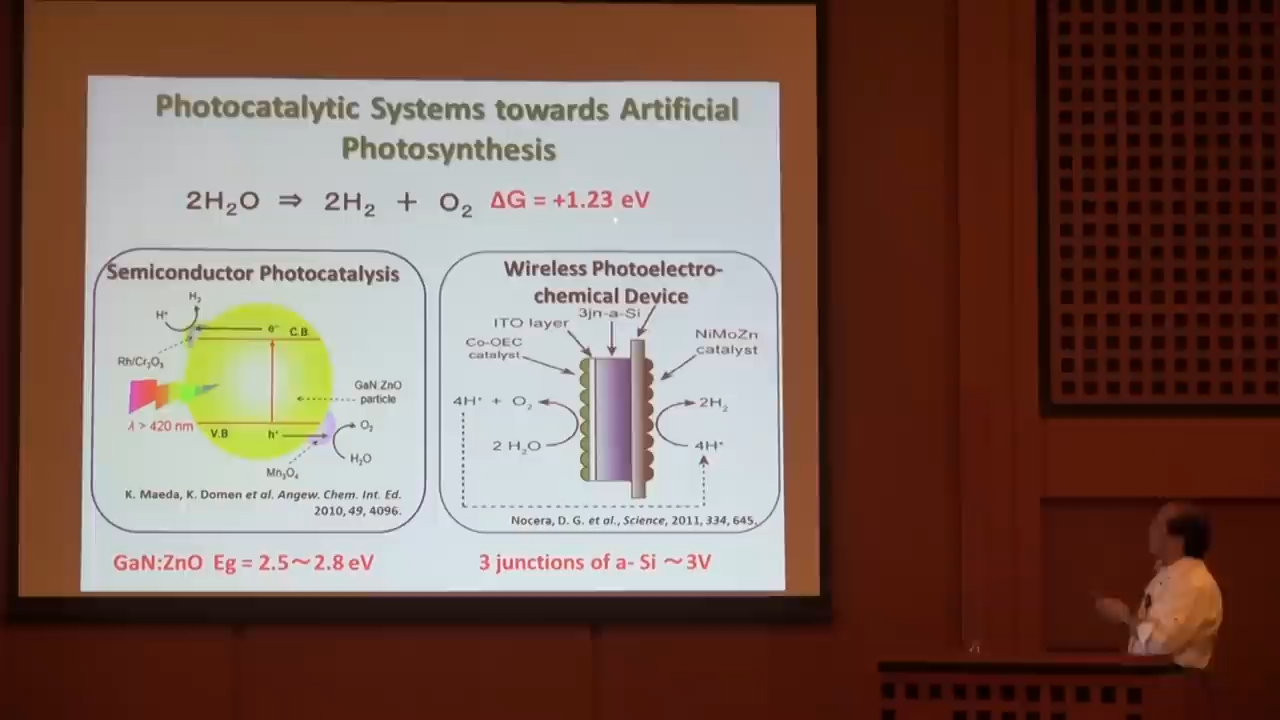 Photocatalytic Systems towards Artificial
Photosynthesis
2H₂O ⇒ 2H₂ + O₂ ΔG = +1.23 eV
Semiconductor Photocatalysis
H₂
H⁺
e⁻ C.B.
Rh/Cr₂O₃
GaN:ZnO
particle
λ > 420 nm
V.B.
h⁺
O₂
H₂O
Mn₃O₄
K. Maeda, K. Domen et al. Angew. Chem. Int. Ed.
2010, 49, 4096.
GaN:ZnO Eg = 2.5~2.8 eV
Wireless Photoelectro-
chemical Device
3jn-a-Si
ITO layer
Co-OEC
catalyst
NiMoZn
catalyst
4H⁺ + O₂
2H₂
2 H₂O
4H⁺
Nocera, D. G. et al., Science, 2011, 334, 645.
3 junctions of a- Si ~3V